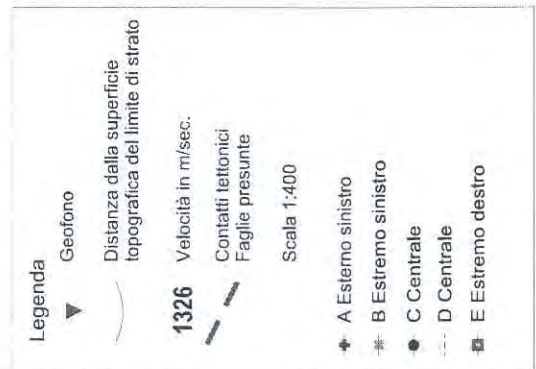 Legenda
Geofono
Distanza dalla superficie
topografica del limite di strato
1326 Velocità in m/sec.
Contatti tettonici
Faglie presunte
Scala 1:400
A Esterno sinistro
B Estremo sinistro
C Centrale
D Centrale
E Estremo destro